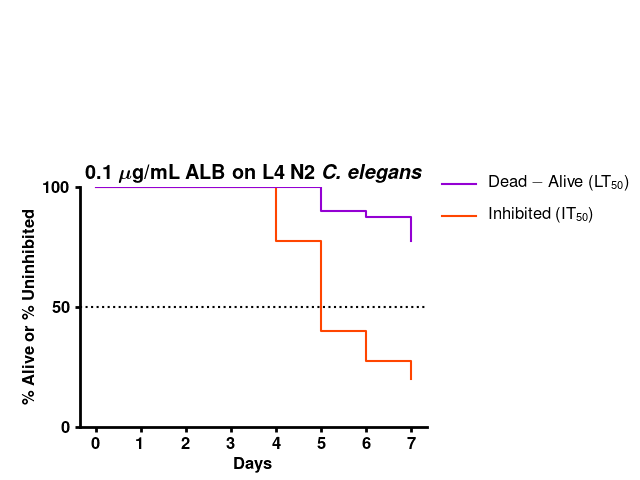 0.1 μg/mL ALB on L4 N2 C. elegans
Dead – Alive (LT50)
Inhibited (IT50)
% Alive or % Uninhibited
100
50
0
0 1 2 3 4 5 6 7
Days